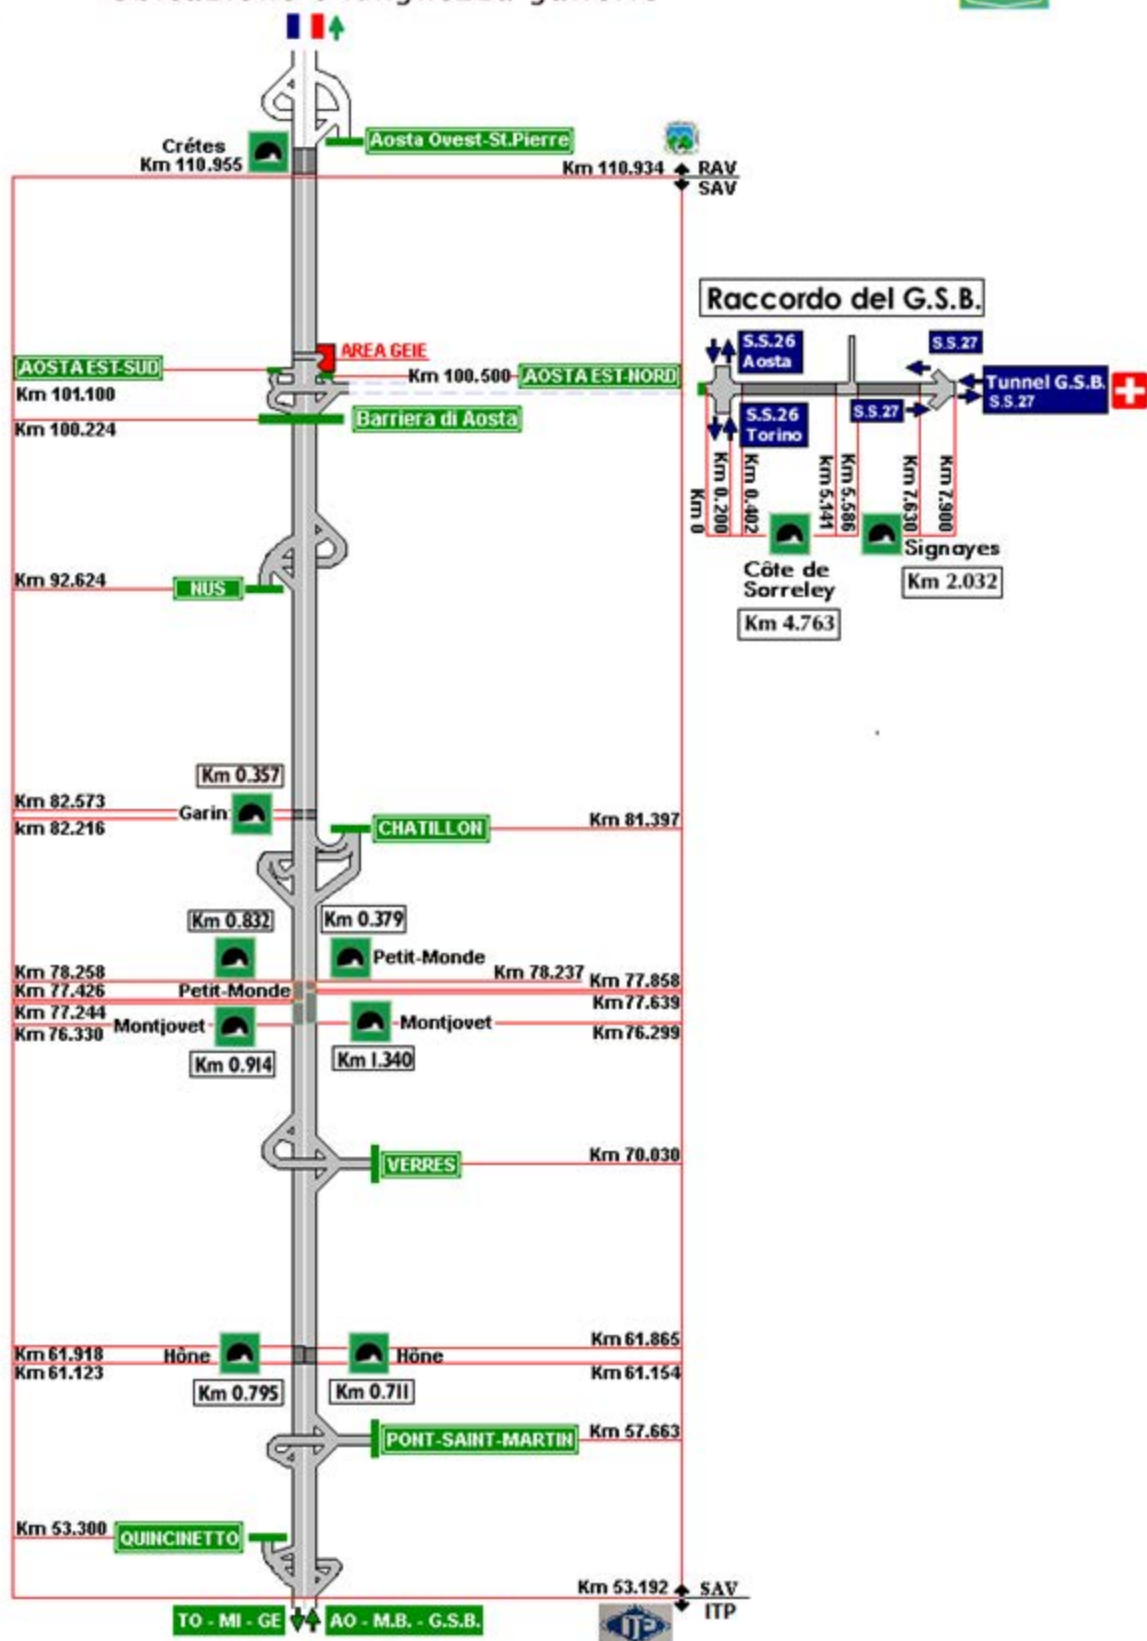 Crétes
Km 110.955
Aosta Ovest-St.Pierre
Km 110.934
RAV
SAV
Raccordo del G.S.B.
S.S.26
Aosta
S.S.27
AREA GEIE
AOSTA EST-SUD
Km 100.500
AOSTA EST-NORD
Km 101.100
Tunnel G.S.B.
S.S.27
Barriera di Aosta
Km 100.224
S.S.26
Torino
S.S.27
Km 0
Km 0.200
Km 0.402
km 5.141
Km 5.586
Km 7.630
Km 7.900
Côte de
Sorreley
Km 4.763
Signayes
Km 2.032
Km 92.624
NUS
Km 0.357
Km 82.573
Garin
km 82.216
CHATILLON
Km 81.397
Km 0.832
Km 0.379
Petit-Monde
Km 78.258
Km 78.237
Km 77.858
Km 77.426
Petit-Monde
Km 77.639
Km 77.244
Montjovet
Montjovet
Km 76.330
Km 76.299
Km 0.914
Km 1.340
VERRES
Km 70.030
Km 61.865
Km 61.918
Hône
Hône
Km 61.123
Km 61.154
Km 0.795
Km 0.711
PONT-SAINT-MARTIN
Km 57.663
Km 53.300
QUINCINETTO
Km 53.192
SAV
ITP
TO - MI - GE
AO - M.B. - G.S.B.
ITP